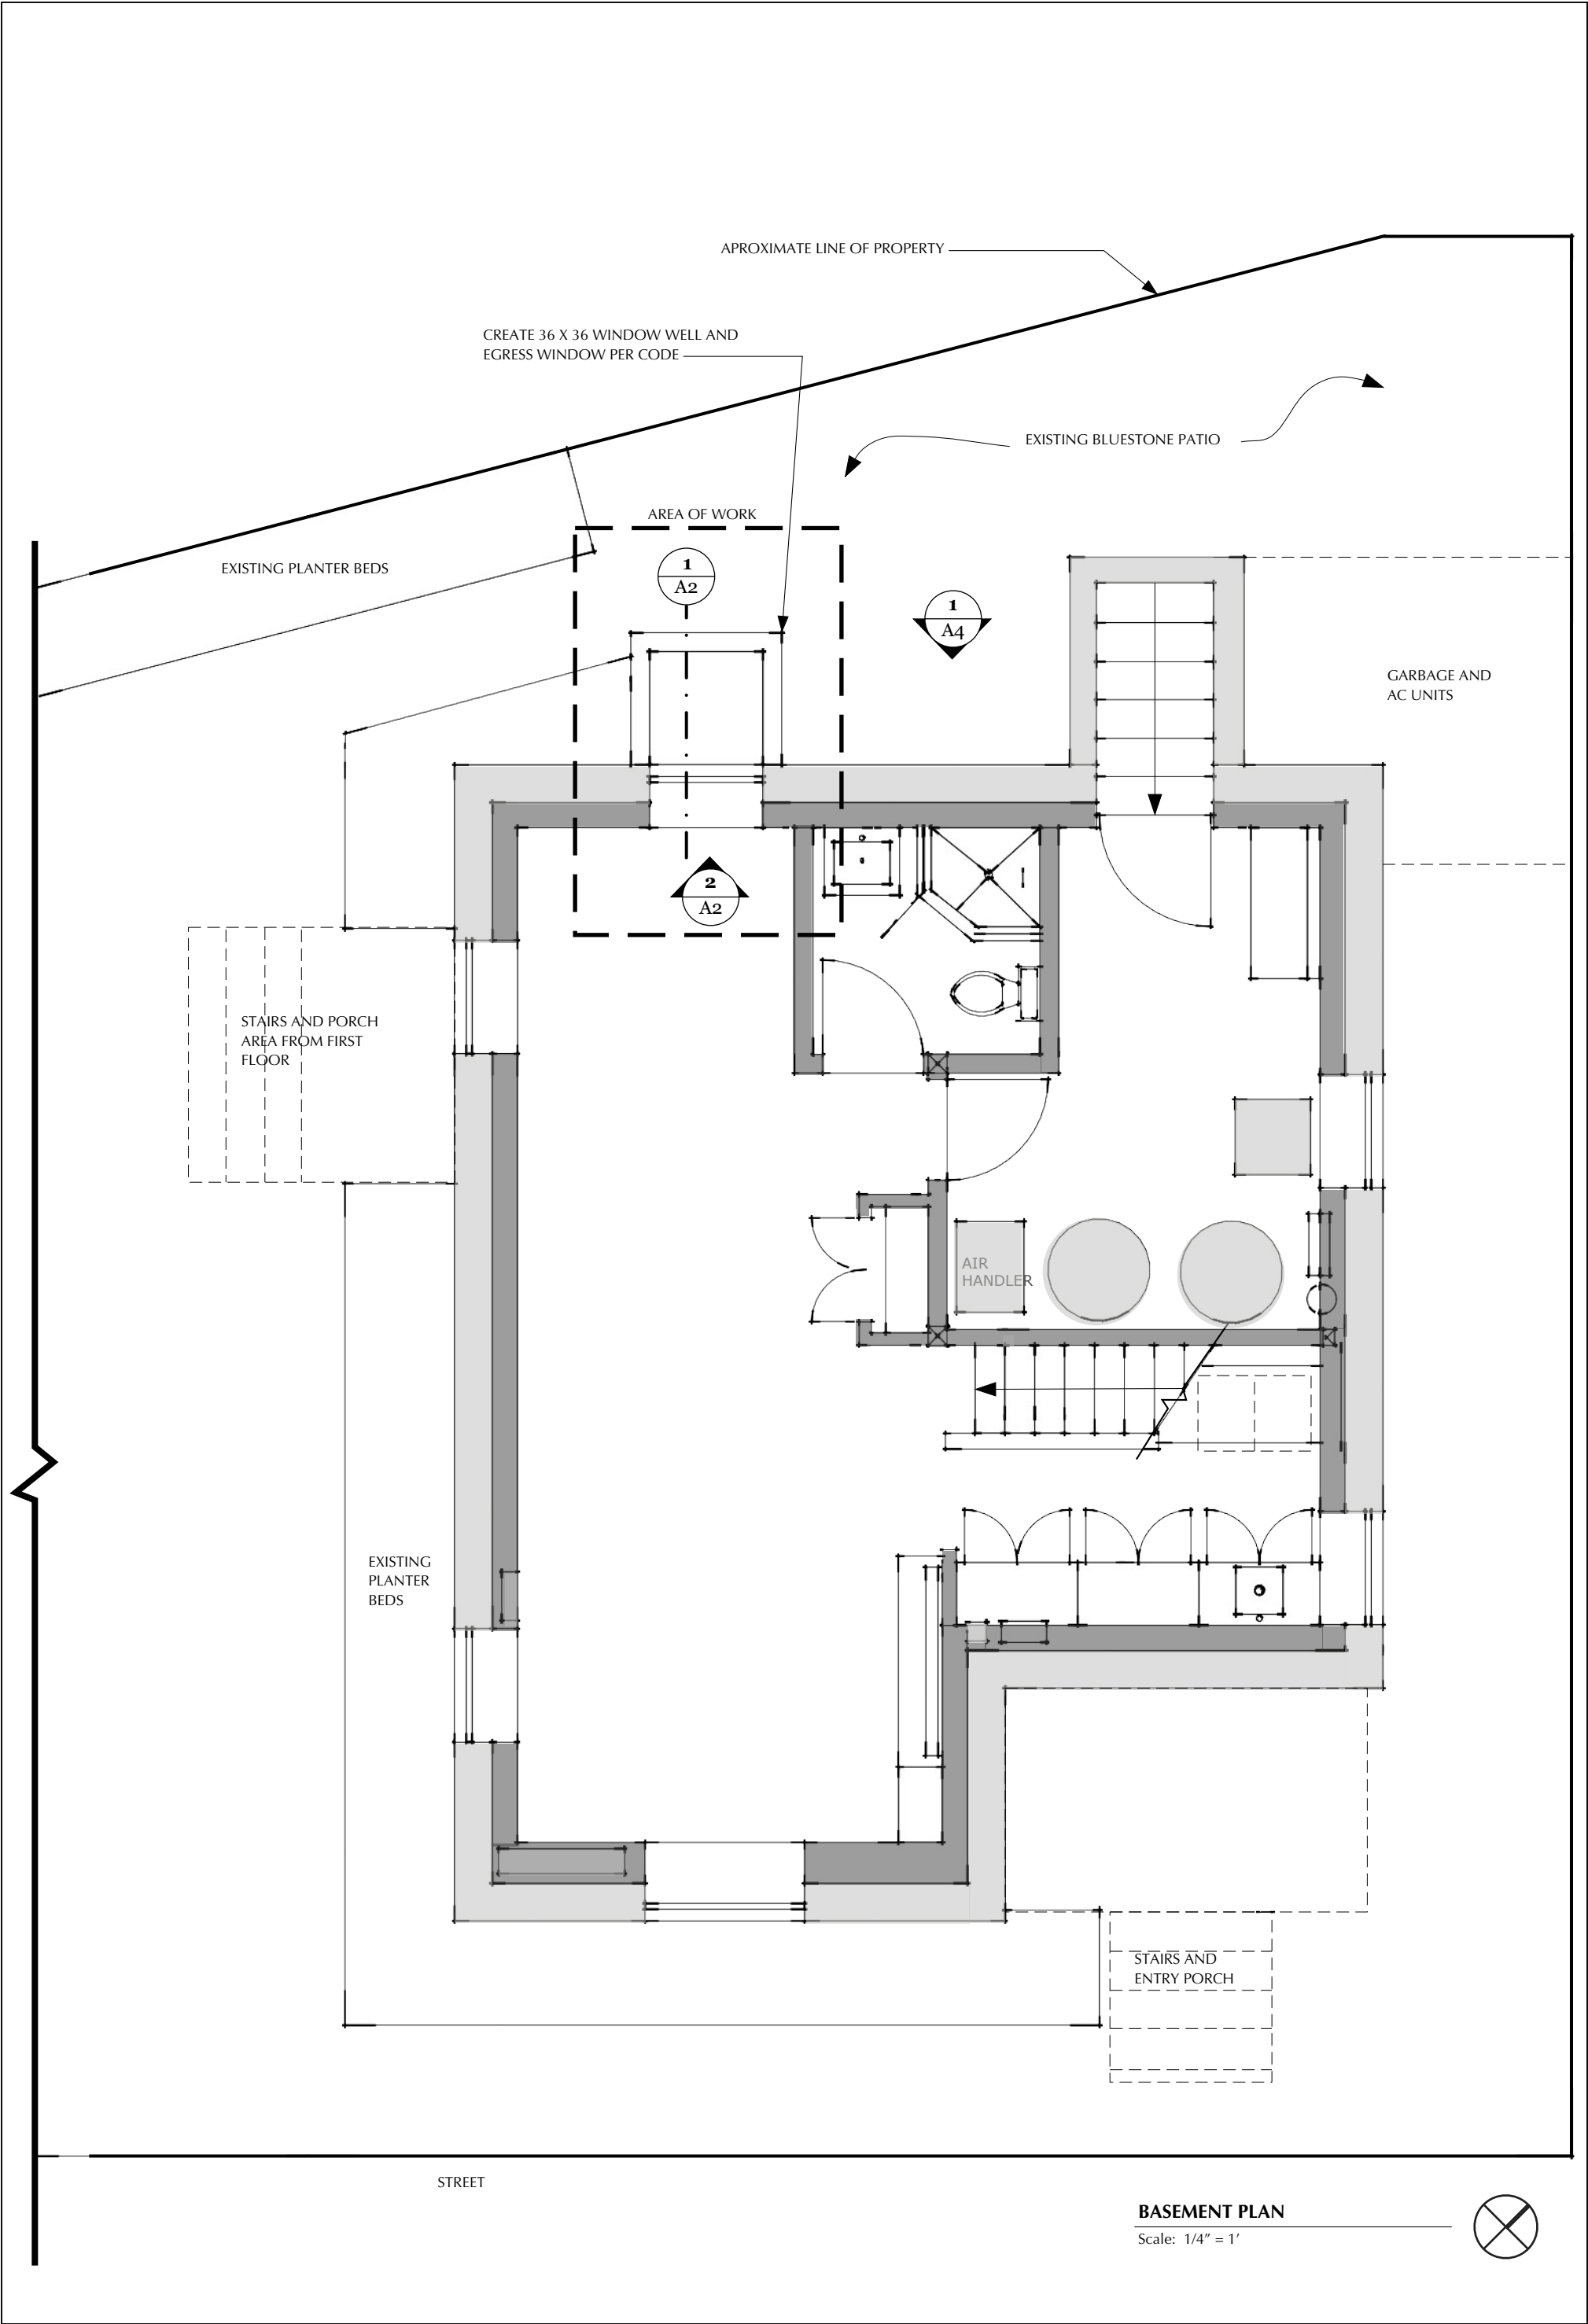 APROXIMATE LINE OF PROPERTY
CREATE 36 X 36 WINDOW WELL AND
EGRESS WINDOW PER CODE
EXISTING BLUESTONE PATIO
AREA OF WORK
EXISTING PLANTER BEDS
1
A2
1
A4
GARBAGE AND
AC UNITS
2
A2
STAIRS AND PORCH
AREA FROM FIRST
FLOOR
AIR
HANDLER
EXISTING
PLANTER
BEDS
STAIRS AND
ENTRY PORCH
STREET
BASEMENT PLAN
Scale: 1/4" = 1'